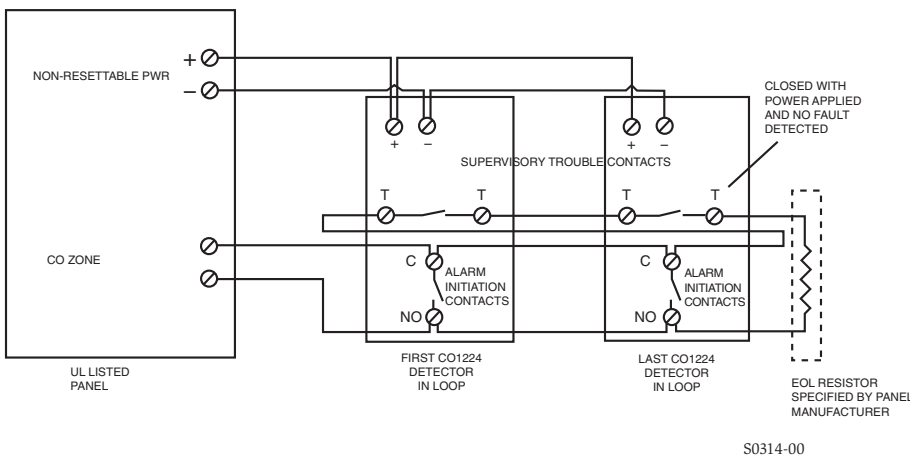 NON-RESETTABLE PWR
+
–
CLOSED WITH
POWER APPLIED
AND NO FAULT
DETECTED
+ –
+ –
SUPERVISORY TROUBLE CONTACTS
T T
T T
CO ZONE
C
ALARM
INITIATION
CONTACTS
NO
C
ALARM
INITIATION
CONTACTS
NO
UL LISTED
PANEL
FIRST CO1224
DETECTOR
IN LOOP
LAST CO1224
DETECTOR
IN LOOP
EOL RESISTOR
SPECIFIED BY PANEL
MANUFACTURER
S0314-00